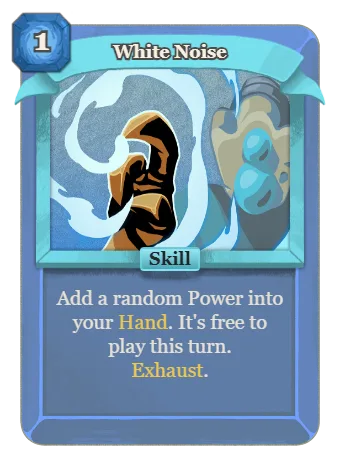 1
White Noise
Skill
Add a random Power into
your Hand. It's free to
play this turn.
Exhaust.